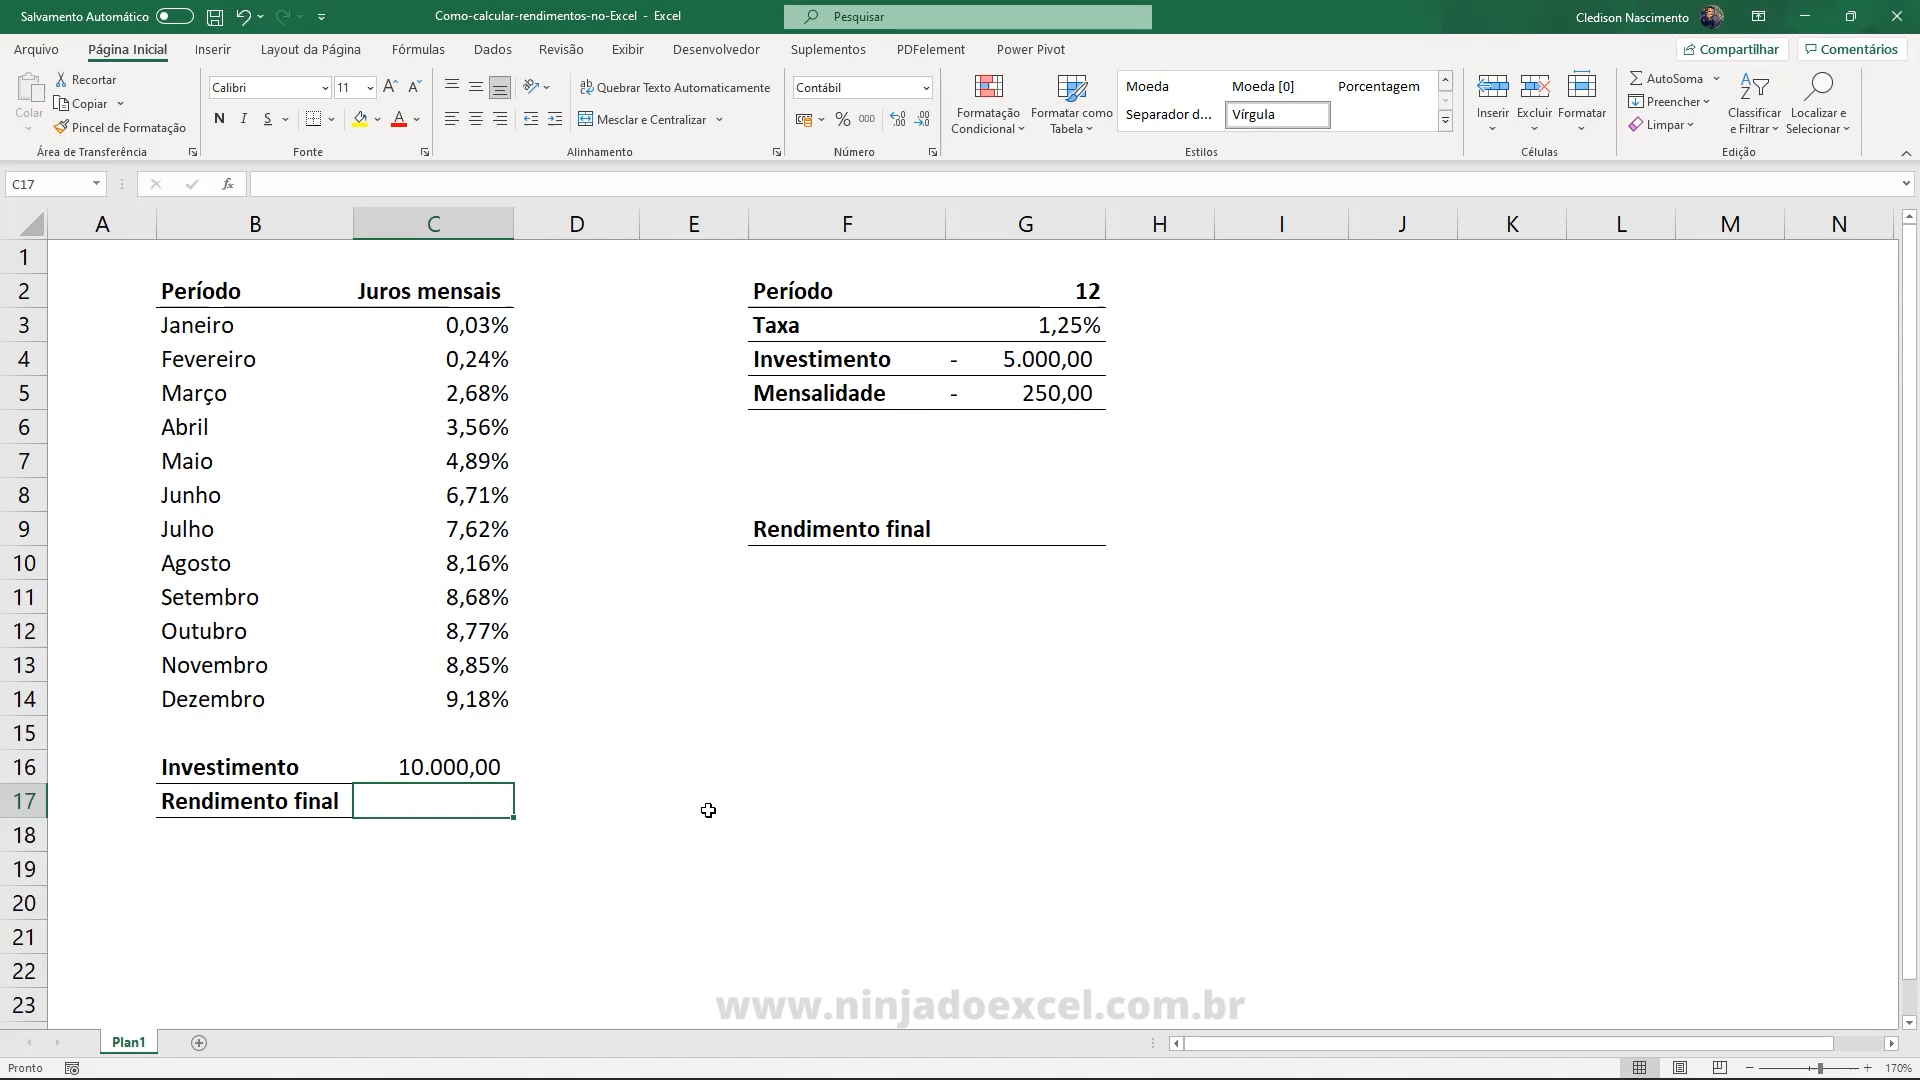 Salvamento Automático
Como-calcular-rendimentos-no-Excel - Excel
Pesquisar
Cledison Nascimento
Arquivo Página Inicial Inserir Layout da Página Fórmulas Dados Revisão Exibir Desenvolvedor Suplementos PDFelement Power Pivot Compartilhar Comentários
Colar
Recortar
Copiar
Pincel de Formatação
Área de Transferência
Calibri 11
N I S
Fonte
Quebrar Texto Automaticamente
Mesclar e Centralizar
Alinhamento
Contábil
% 000
Número
Formatação Condicional
Formatar como Tabela
Moeda Moeda [0] Porcentagem
Separador d... Vírgula
Estilos
Inserir Excluir Formatar
Células
AutoSoma
Preencher
Limpar
Classificar e Filtrar
Localizar e Selecionar
Edição
C17
fx
A B C D E F G H I J K L M N
1
2 Período Juros mensais Período 12
3 Janeiro 0,03% Taxa 1,25%
4 Fevereiro 0,24% Investimento - 5.000,00
5 Março 2,68% Mensalidade - 250,00
6 Abril 3,56%
7 Maio 4,89%
8 Junho 6,71%
9 Julho 7,62% Rendimento final
10 Agosto 8,16%
11 Setembro 8,68%
12 Outubro 8,77%
13 Novembro 8,85%
14 Dezembro 9,18%
15
16 Investimento 10.000,00
17 Rendimento final
18
19
20
21
22
23
www.ninjadoexcel.com.br
Plan1
Pronto
170%